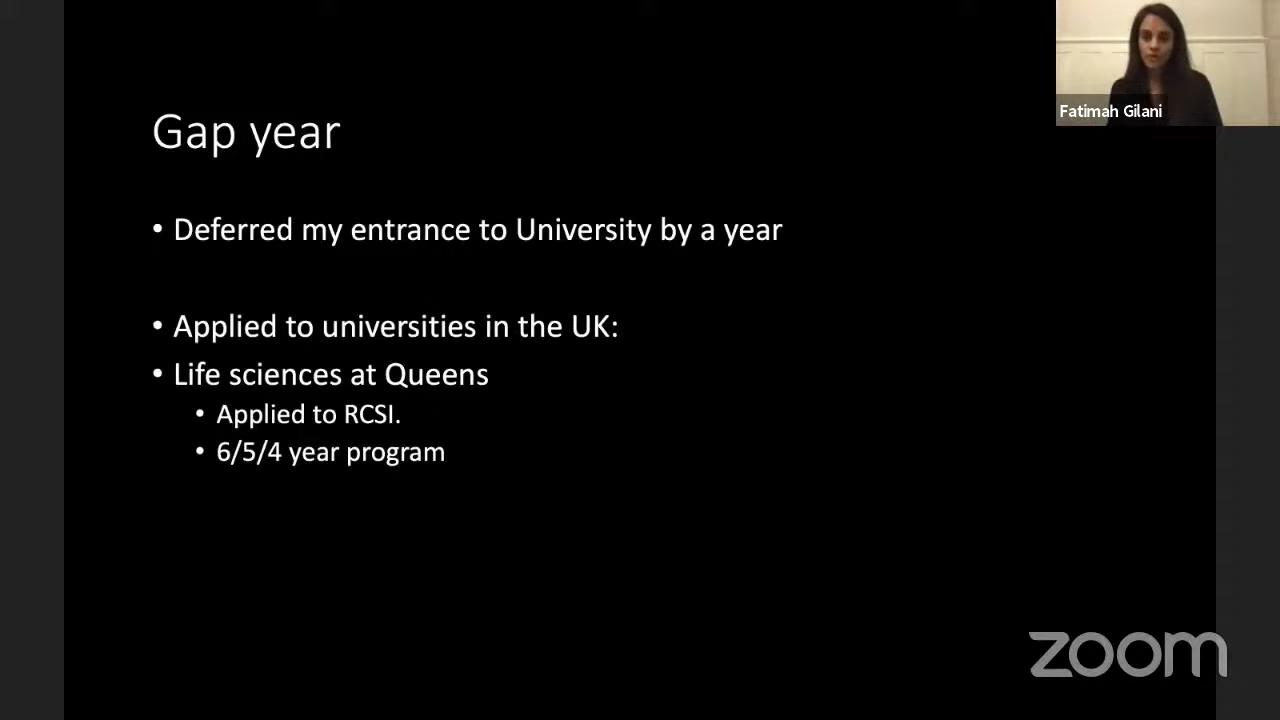 Fatimah Gilani
Gap year
• Deferred my entrance to University by a year
• Applied to universities in the UK:
• Life sciences at Queens
• Applied to RCSI.
• 6/5/4 year program
zoom